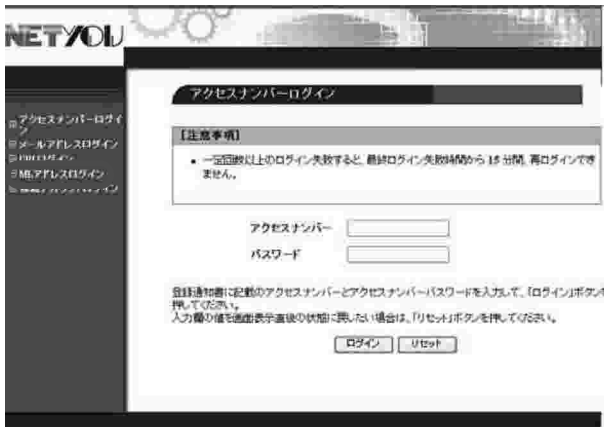 NETYOU
アクセスナンバーログイ
ン
メールアドレスログイン
MLアドレスログイン
アクセスナンバーログイン
【注意事項】
一定回数以上のログイン失敗すると、最終ログイン失敗時間から 15 分間、再ログインでき
ません。
アクセスナンバー
パスワード
登録通知書に記載のアクセスナンバーとアクセスナンバーパスワードを入力して、「ログイン」ボタンを
押してください。
入力欄の値を画面表示直後の状態に戻したい場合は、「リセット」ボタンを押してください。
ログイン リセット